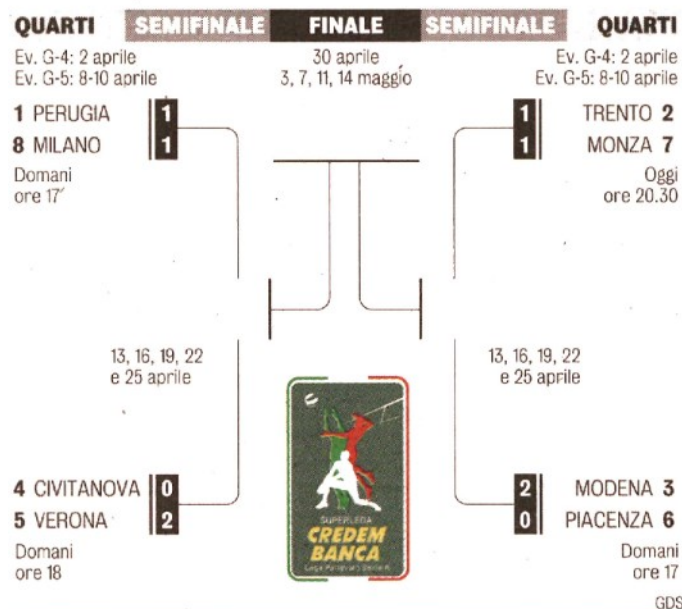 QUARTI SEMIFINALE FINALE SEMIFINALE QUARTI
Ev. G-4: 2 aprile
Ev. G-5: 8-10 aprile
30 aprile
3, 7, 11, 14 maggio
Ev. G-4: 2 aprile
Ev. G-5: 8-10 aprile
1 PERUGIA 1
8 MILANO 1
Domani
ore 17
1 TRENTO 2
1 MONZA 7
Oggi
ore 20.30
13, 16, 19, 22
e 25 aprile
13, 16, 19, 22
e 25 aprile
4 CIVITANOVA 0
5 VERONA 2
Domani
ore 18
SUPERLEGA
CREDEM
BANCA
2 MODENA 3
0 PIACENZA 6
Domani
ore 17
GDS